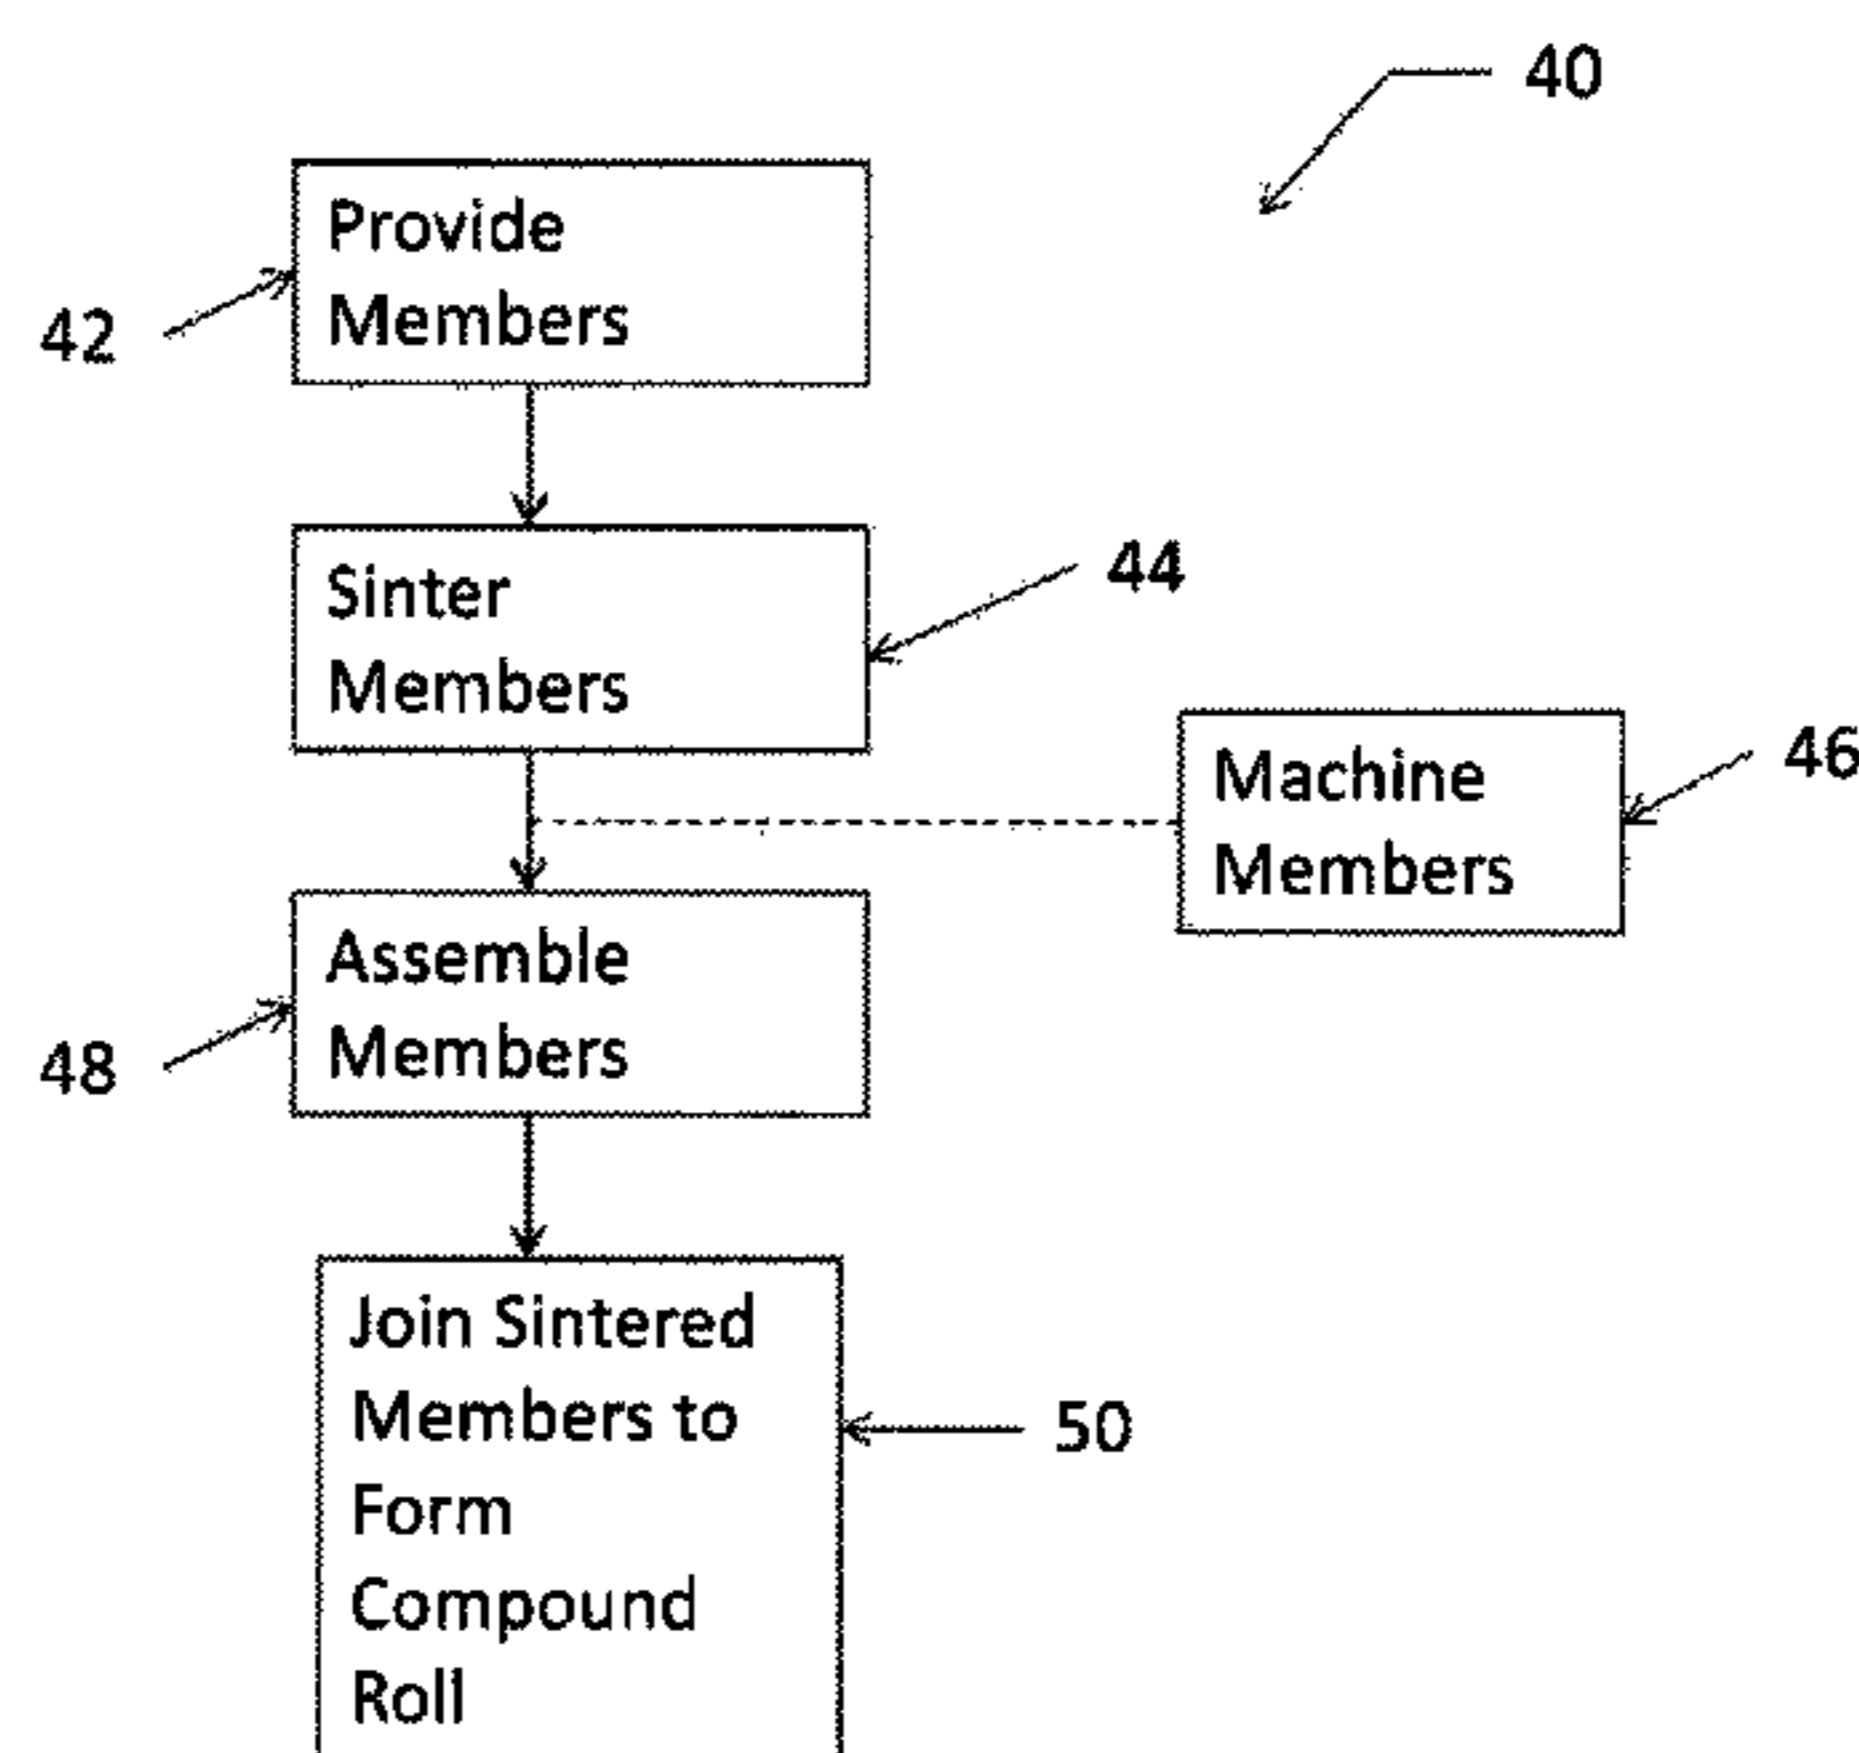 40
Provide
Members
42
Sinter
Members
44
Machine
Members
46
Assemble
Members
48
Join Sintered
Members to
Form
Compound
Roll
50